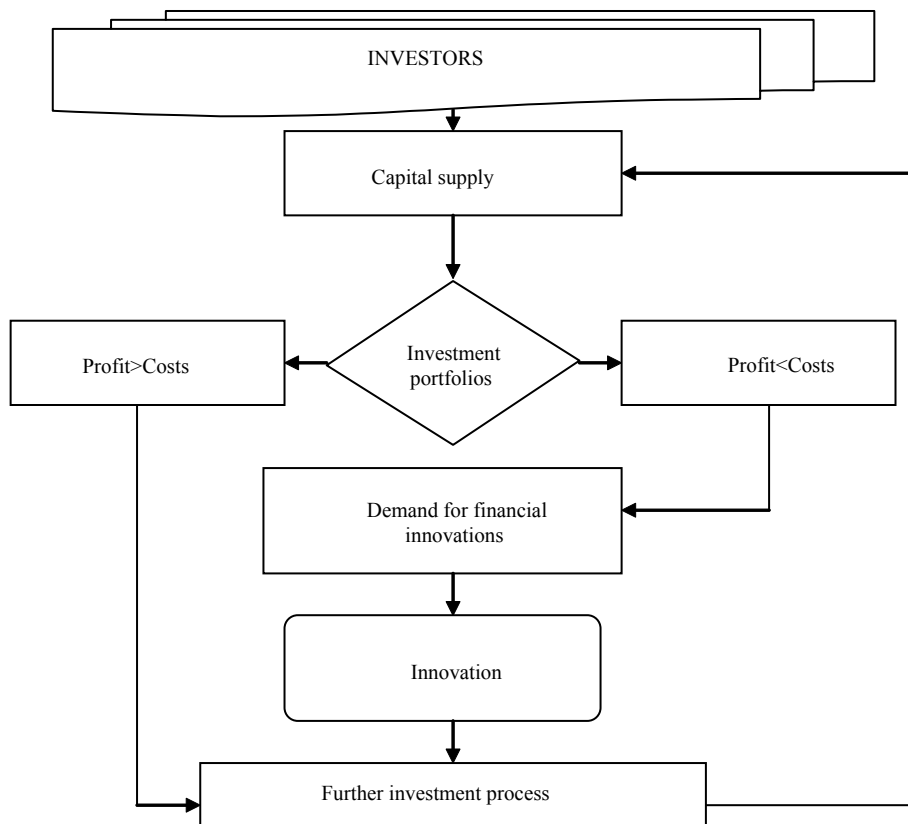 INVESTORS
Capital supply
Profit>Costs
Investment
portfolios
Profit<Costs
Demand for financial
innovations
Innovation
Further investment process